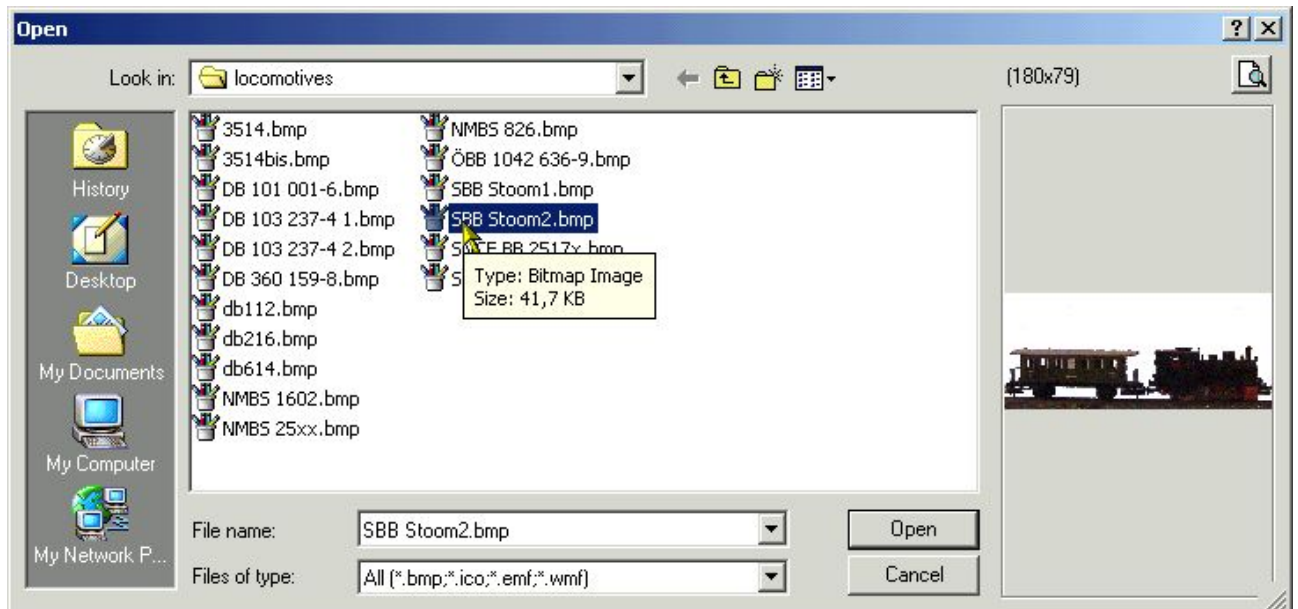 Open
Look in:
locomotives
(180x79)
History
Desktop
My Documents
My Computer
My Network P...
3514.bmp
3514bis.bmp
DB 101 001-6.bmp
DB 103 237-4 1.bmp
DB 103 237-4 2.bmp
DB 360 159-8.bmp
db112.bmp
db216.bmp
db614.bmp
NMBS 1602.bmp
NMBS 25xx.bmp
NMBS 826.bmp
ÖBB 1042 636-9.bmp
SBB Stoom1.bmp
SBB Stoom2.bmp
BB 2517x.bmp
Type: Bitmap Image
Size: 41,7 KB
File name:
SBB Stoom2.bmp
Open
Files of type:
All (*.bmp;*.ico;*.emf;*.wmf)
Cancel